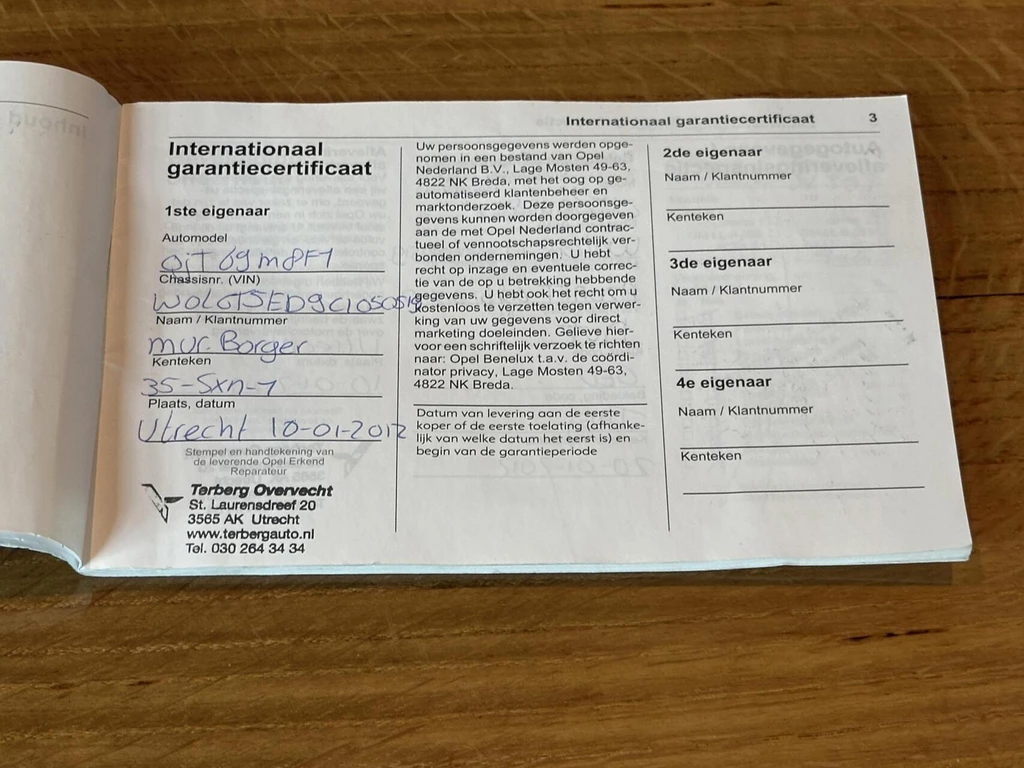 Internationaal garantiecertificaat 3
Internationaal
garantiecertificaat
1ste eigenaar
Automodel
Chassisnr. (VIN)
Naam / Klantnummer
mvr. Borger
Kenteken
35-SXN-1
Plaats, datum
Utrecht 10-01-2012
Stempel en handtekening van
de leverende Opel Erkend
Reparateur
Terberg Overvecht
St. Laurensdreef 20
3565 AK Utrecht
www.terbergauto.nl
Tel. 030 264 34 34
Uw persoonsgegevens werden opge-
nomen in een bestand van Opel
Nederland B.V., Lage Mosten 49-63,
4822 NK Breda, met het oog op ge-
automatiseerd klantenbeheer en
marktonderzoek. Deze persoonsge-
gevens kunnen worden doorgegeven
aan de met Opel Nederland contrac-
tueel of vennootschapsrechtelijk ver-
bonden ondernemingen. U hebt
recht op inzage en eventuele correc-
tie van de op u betrekking hebbende
gegevens. U hebt ook het recht om u
kostenloos te verzetten tegen verwer-
king van uw gegevens voor direct
marketing doeleinden. Gelieve hier-
voor een schriftelijk verzoek te richten
naar: Opel Benelux t.a.v. de coördi-
nator privacy, Lage Mosten 49-63,
4822 NK Breda.
Datum van levering aan de eerste
koper of de eerste toelating (afhanke-
lijk van welke datum het eerst is) en
begin van de garantieperiode
2de eigenaar
Naam / Klantnummer
Kenteken
3de eigenaar
Naam / Klantnummer
Kenteken
4e eigenaar
Naam / Klantnummer
Kenteken